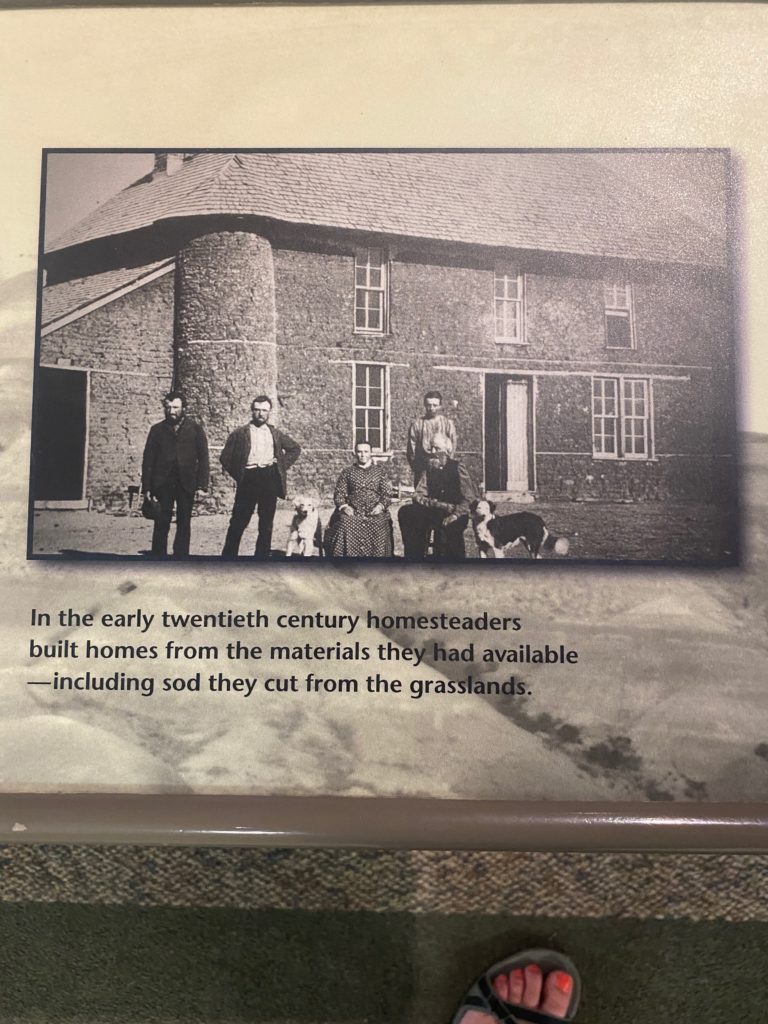 In the early twentieth century homesteaders
built homes from the materials they had available
—including sod they cut from the grasslands.